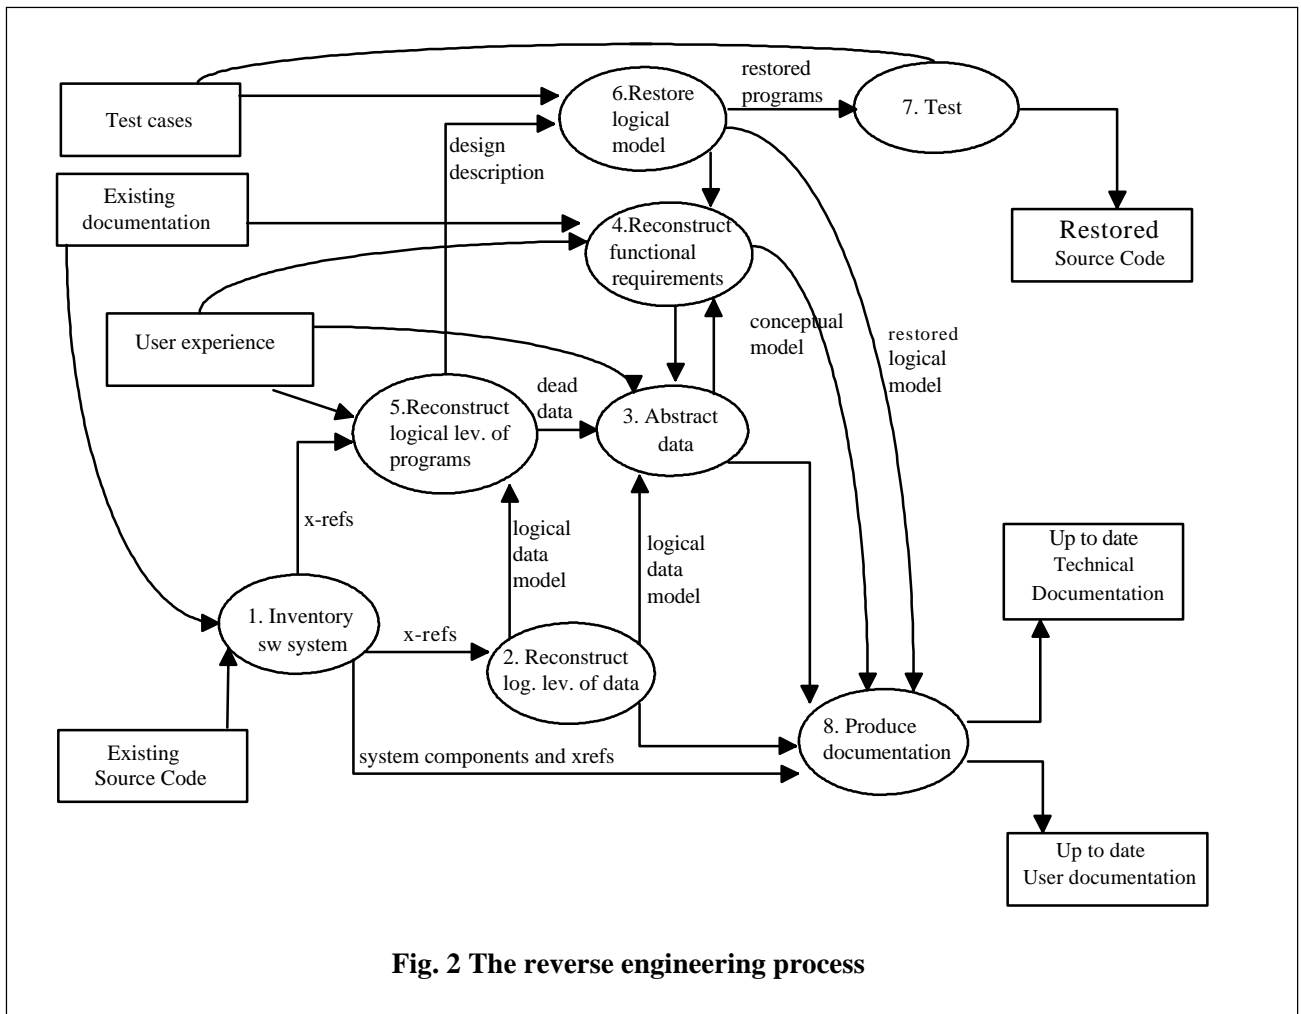 Test cases
6.Restore
logical
model
restored
programs
7. Test
design
description
Existing
documentation
4.Reconstruct
functional
requirements
Restored
Source Code
User experience
conceptual
model
restored
logical
model
5.Reconstruct
logical lev. of
programs
dead
data
3. Abstract
data
x-refs
logical
data
model
logical
data
model
Up to date
Technical
Documentation
1. Inventory
sw system
x-refs
2. Reconstruct
log. lev. of data
Existing
Source Code
system components and xrefs
8. Produce
documentation
Up to date
User documentation
Fig. 2 The reverse engineering process